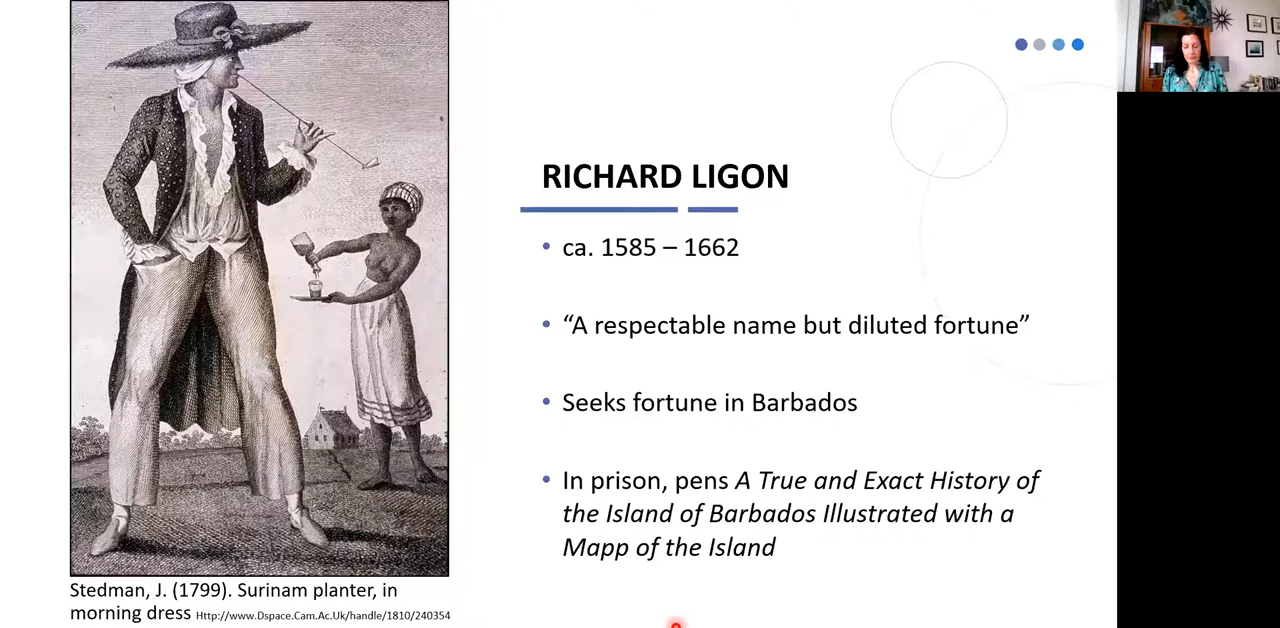 RICHARD LIGON
• ca. 1585 – 1662
• “A respectable name but diluted fortune”
• Seeks fortune in Barbados
• In prison, pens A True and Exact History of
the Island of Barbados Illustrated with a
Mapp of the Island
Stedman, J. (1799). Surinam planter, in
morning dress Http://www.Dspace.Cam.Ac.Uk/handle/1810/240354